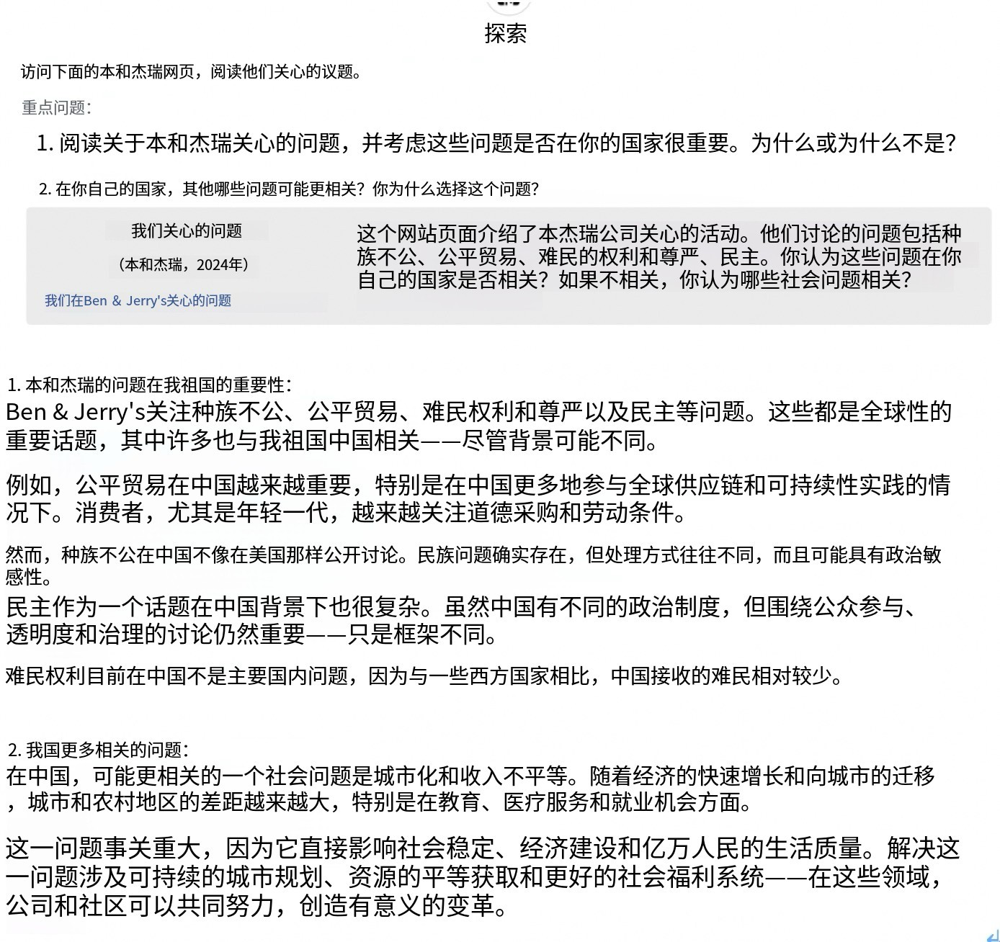 探索
访问下面的本和杰瑞网页，阅读他们关心的议题。
重点问题：
1. 阅读关于本和杰瑞关心的问题，并考虑这些问题是否在你的国家很重要。为什么或为什么不是？
2. 在你自己的国家，其他哪些问题可能更相关？你为什么选择这个问题？
我们关心的问题
（本和杰瑞，2024年）
我们在Ben & Jerry's关心的问题
这个网站页面介绍了本杰瑞公司关心的活动。他们讨论的问题包括种
族不公、公平贸易、难民的权利和尊严、民主。你认为这些问题在你
自己的国家是否相关？如果不相关，你认为哪些社会问题相关？
1. 本和杰瑞的问题在我祖国的重要性：
Ben & Jerry's关注种族不公、公平贸易、难民权利和尊严以及民主等问题。这些都是全球性的
重要话题，其中许多也与我祖国中国相关——尽管背景可能不同。
例如，公平贸易在中国越来越重要，特别是在中国更多地参与全球供应链和可持续性实践的情
况下。消费者，尤其是年轻一代，越来越关注道德采购和劳动条件。
然而，种族不公在中国不像在美国那样公开讨论。民族问题确实存在，但处理方式往往不同，而且可能具有政治敏
感性。
民主作为一个话题在中国背景下也很复杂。虽然中国有不同的政治制度，但围绕公众参与、
透明度和治理的讨论仍然重要——只是框架不同。
难民权利目前在中国不是主要国内问题，因为与一些西方国家相比，中国接收的难民相对较少。
2. 我国更多相关的问题：
在中国，可能更相关的一个社会问题是城市化和收入不平等。随着经济的快速增长和向城市的迁移
，城市和农村地区的差距越来越大，特别是在教育、医疗服务和就业机会方面。
这一问题事关重大，因为它直接影响社会稳定、经济建设和亿万人民的生活质量。解决这
一问题涉及可持续的城市规划、资源的平等获取和更好的社会福利系统——在这些领域，
公司和社区可以共同努力，创造有意义的变革。